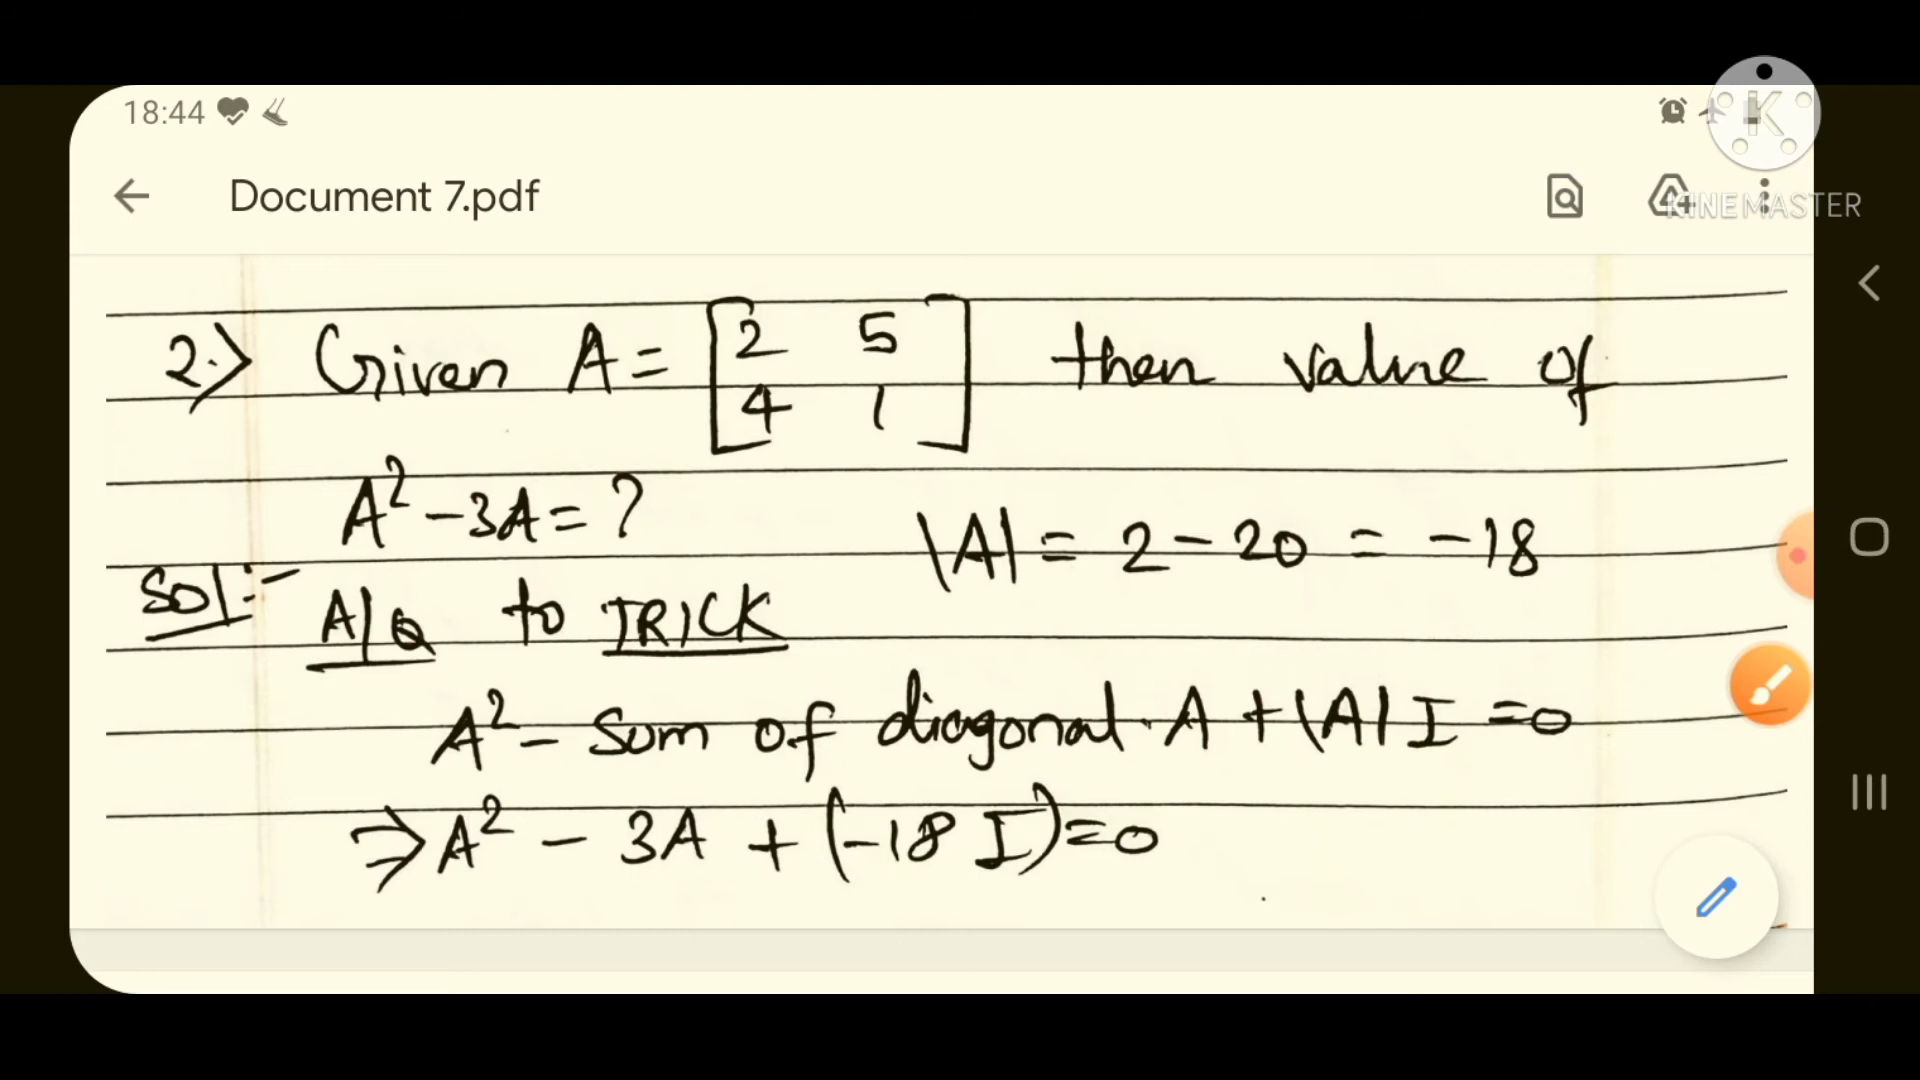 18:44
KINEMASTER
Document 7.pdf
2.) Given A = [2 5 then value of
4 1]
A² - 3A = ?
|A| = 2 - 20 = -18
Sol:-
A/Q to TRICK
A² - Sum of diagonal · A + |A| I = 0
⇒ A² - 3A + (-18 I) = 0